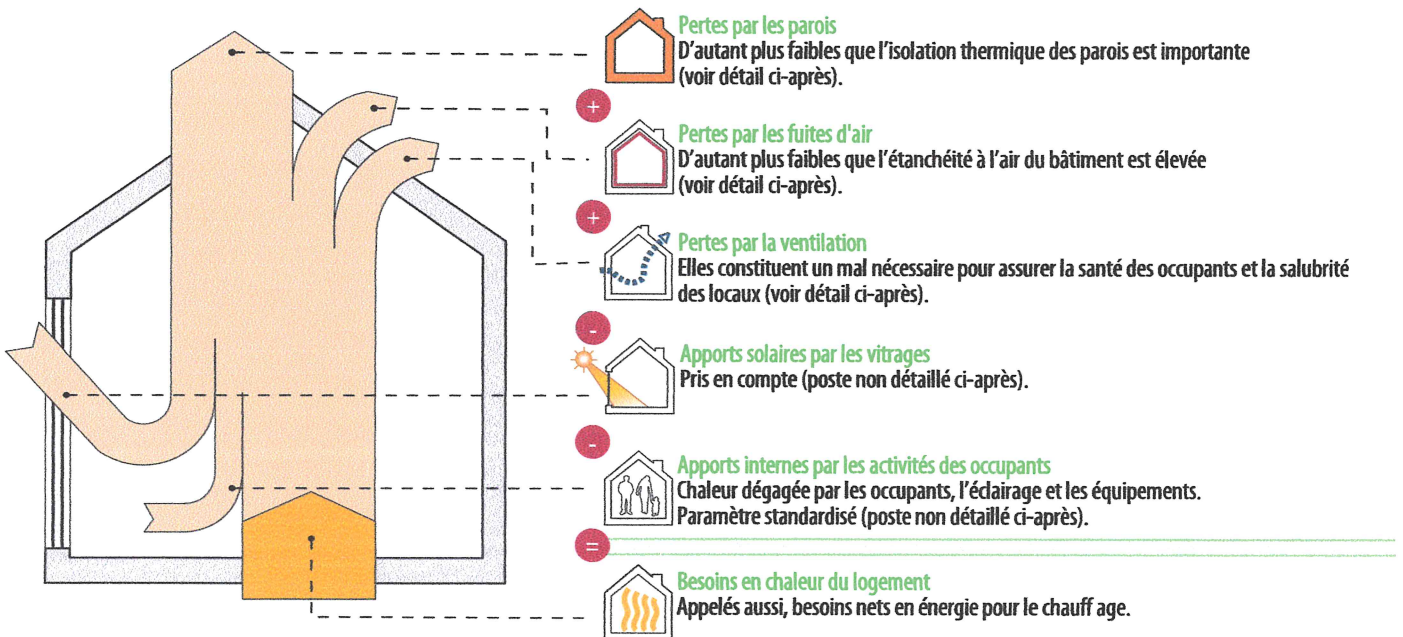 Pertes par les parois
D'autant plus faibles que l'isolation thermique des parois est importante
(voir détail ci-après).
+
Pertes par les fuites d'air
D'autant plus faibles que l'étanchéité à l'air du bâtiment est élevée
(voir détail ci-après).
+
Pertes par la ventilation
Elles constituent un mal nécessaire pour assurer la santé des occupants et la salubrité
des locaux (voir détail ci-après).
-
Apports solaires par les vitrages
Pris en compte (poste non détaillé ci-après).
-
Apports internes par les activités des occupants
Chaleur dégagée par les occupants, l'éclairage et les équipements.
Paramètre standardisé (poste non détaillé ci-après).
=
Besoins en chaleur du logement
Appelés aussi, besoins nets en énergie pour le chauff age.